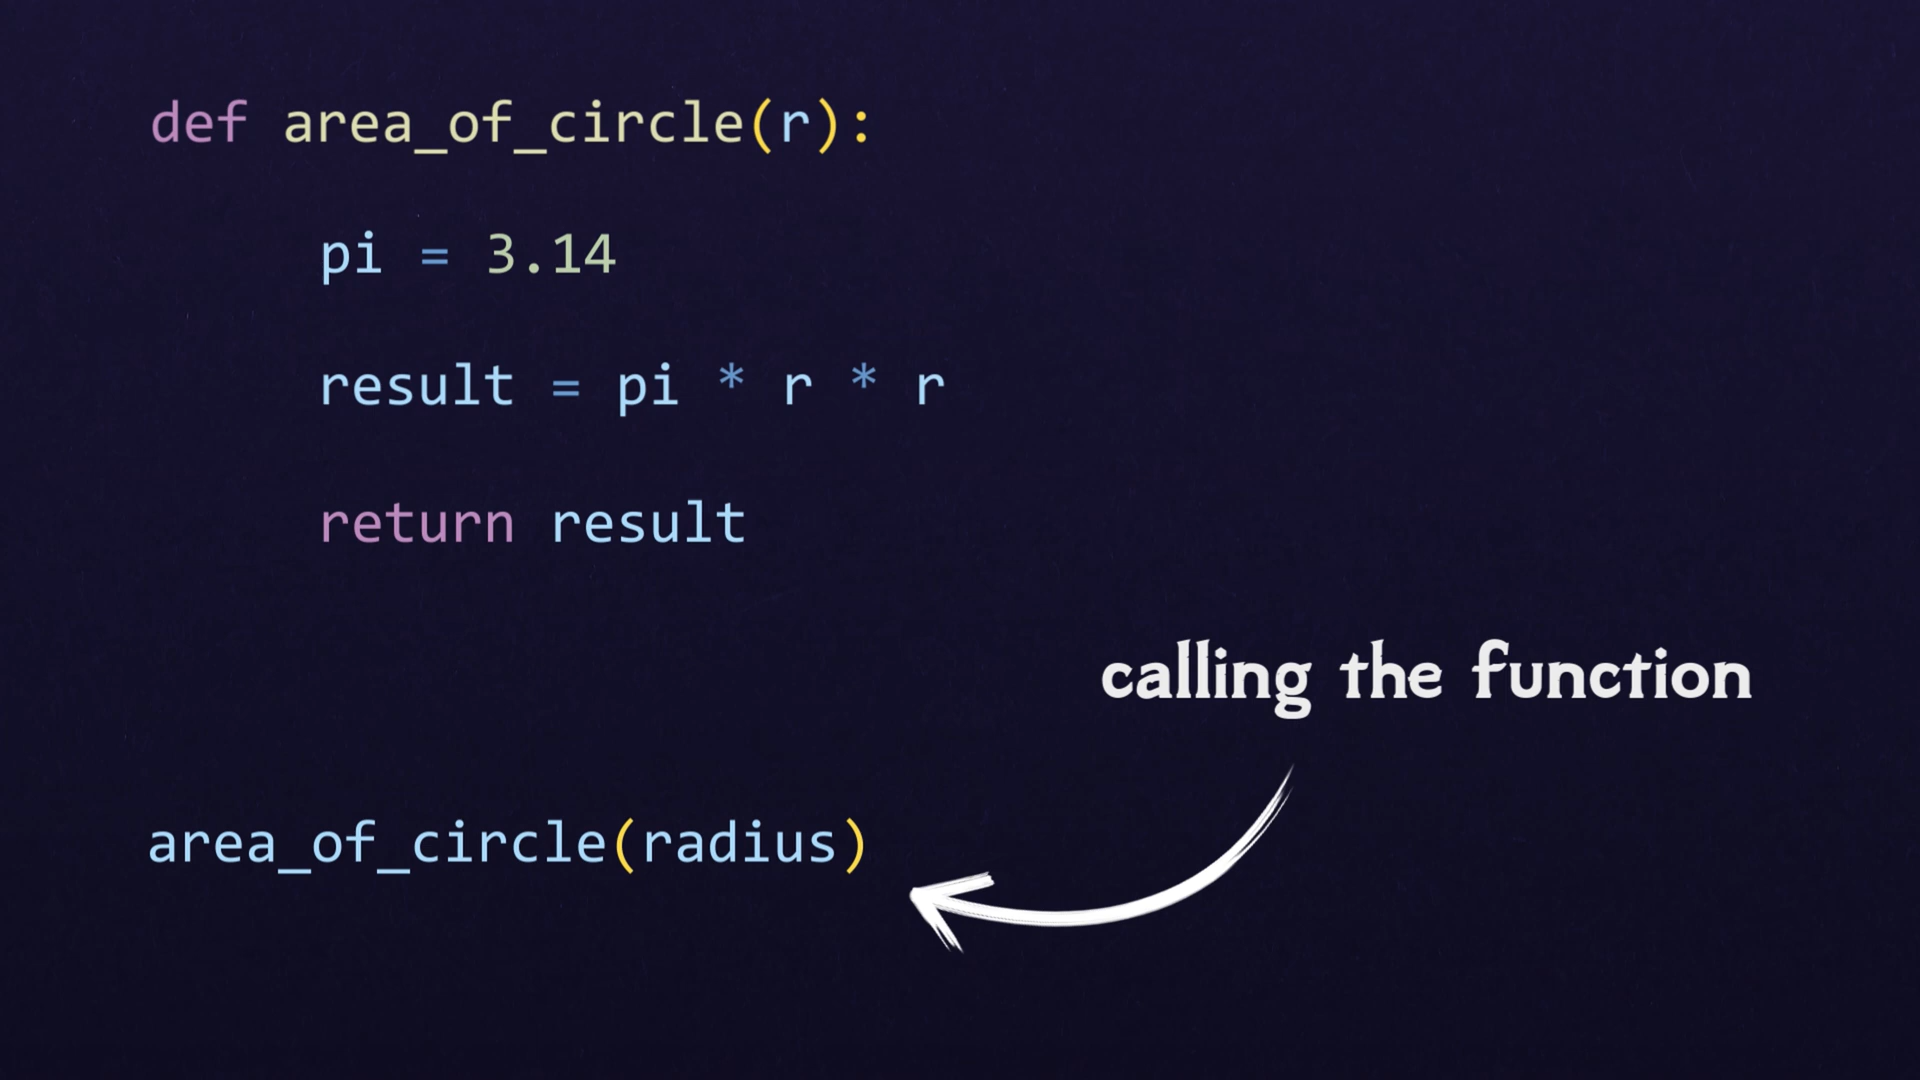 def area_of_circle(r):
pi = 3.14
result = pi * r * r
return result
calling the function
area_of_circle(radius)